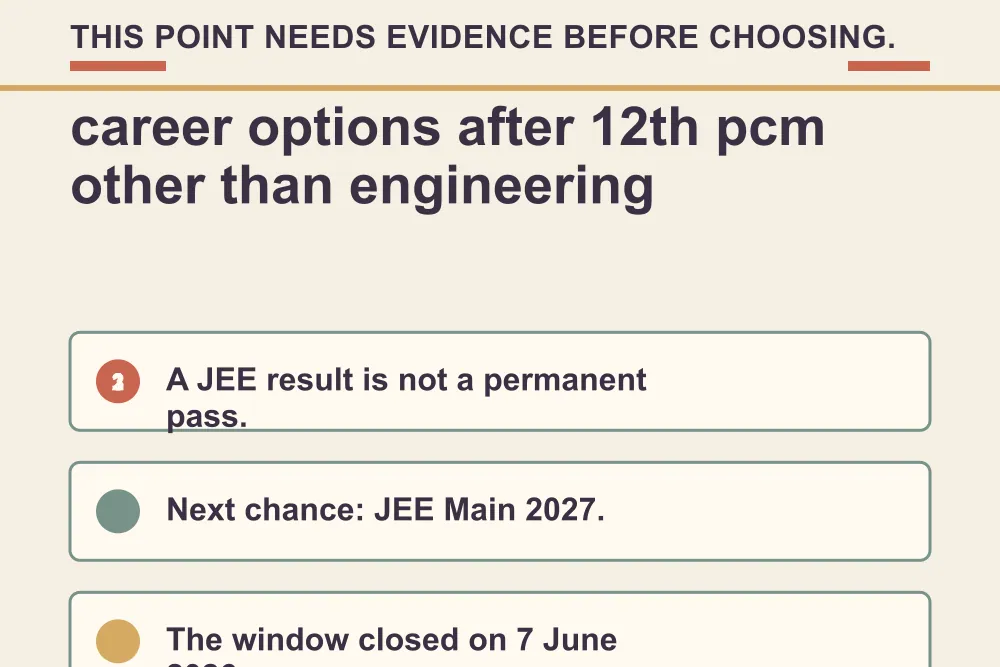 THIS POINT NEEDS EVIDENCE BEFORE CHOOSING.
career options after 12th pcm
other than engineering
A JEE result is not a permanent
pass.
Next chance: JEE Main 2027.
The window closed on 7 June